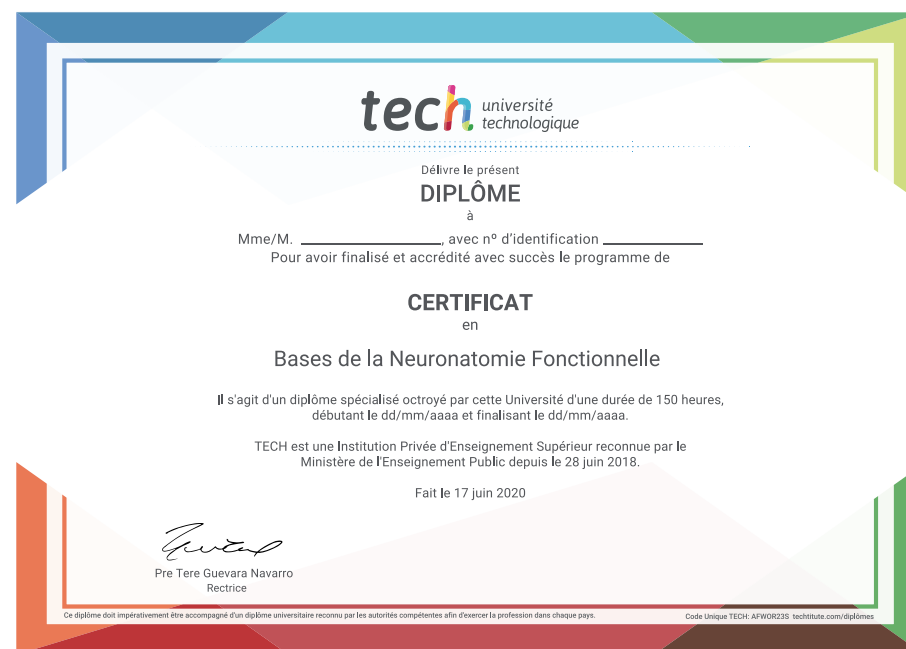 tech université
technologique
Délivre le présent
DIPLÔME
à
Mme/M. ____________________, avec nº d'identification ______________
Pour avoir finalisé et accrédité avec succès le programme de
CERTIFICAT
en
Bases de la Neuronatomie Fonctionnelle
Il s'agit d'un diplôme spécialisé octroyé par cette Université d'une durée de 150 heures,
débutant le dd/mm/aaaa et finalisant le dd/mm/aaaa.
TECH est une Institution Privée d'Enseignement Supérieur reconnue par le
Ministère de l'Enseignement Public depuis le 28 juin 2018.
Fait le 17 juin 2020
Pre Tere Guevara Navarro
Rectrice
Ce diplôme doit impérativement être accompagné d'un diplôme universitaire reconnu par les autorités compétentes afin d'exercer la profession dans chaque pays.
Code Unique TECH: AFWOR23S techtitute.com/diplômes